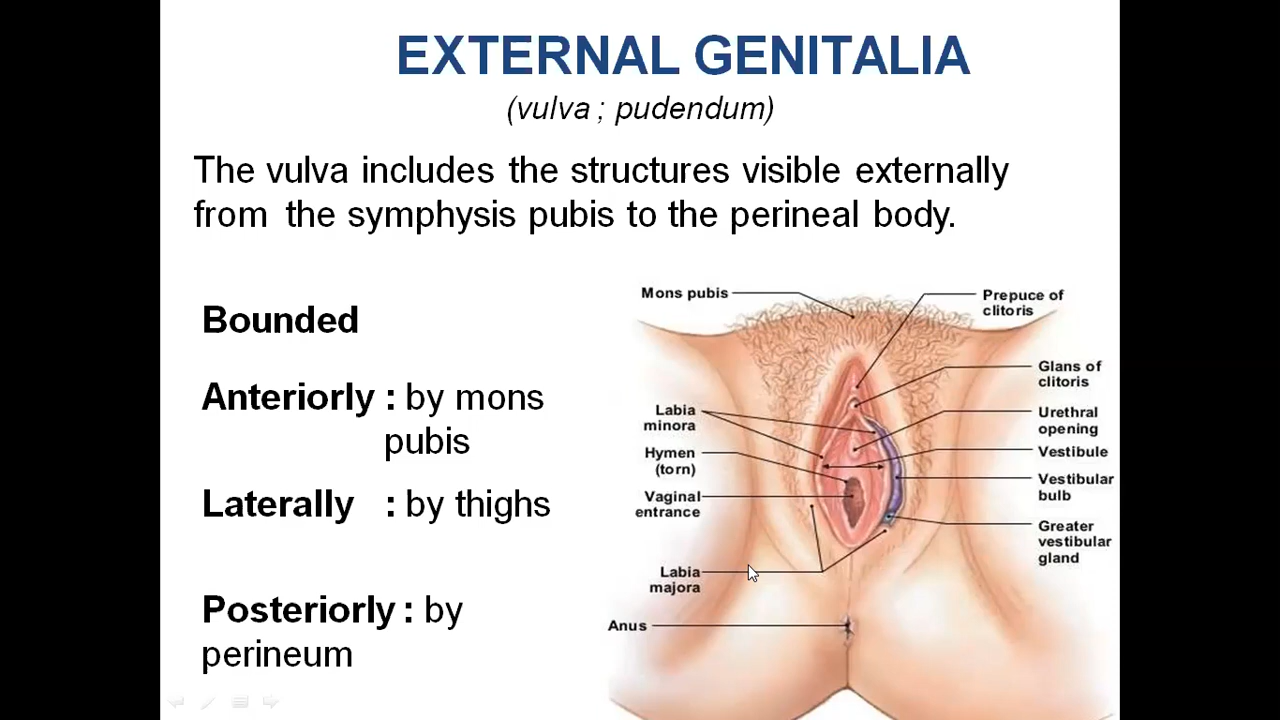 EXTERNAL GENITALIA
(vulva ; pudendum)
The vulva includes the structures visible externally
from the symphysis pubis to the perineal body.
Bounded
Anteriorly : by mons
pubis
Laterally : by thighs
Posteriorly : by
perineum
Mons pubis
Labia
minora
Hymen
(torn)
Vaginal
entrance
Labia
majora
Anus
Prepuce of
clitoris
Glans of
clitoris
Urethral
opening
Vestibule
Vestibular
bulb
Greater
vestibular
gland